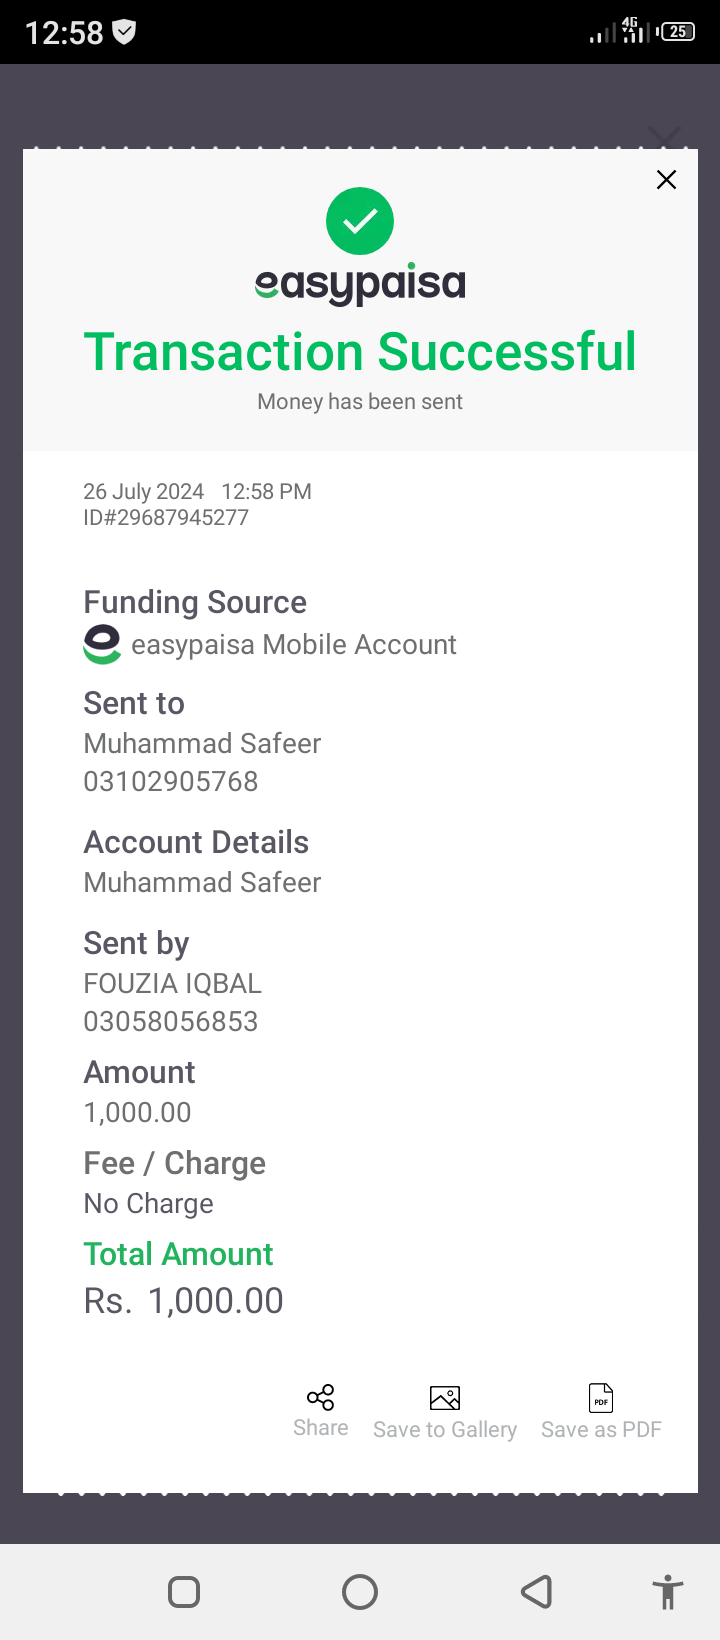 12:58
4G
25
easypaisa
Transaction Successful
Money has been sent
26 July 2024 12:58 PM
ID#29687945277
Funding Source
easypaisa Mobile Account
Sent to
Muhammad Safeer
03102905768
Account Details
Muhammad Safeer
Sent by
FOUZIA IQBAL
03058056853
Amount
1,000.00
Fee / Charge
No Charge
Total Amount
Rs. 1,000.00
PDF
Share Save to Gallery Save as PDF